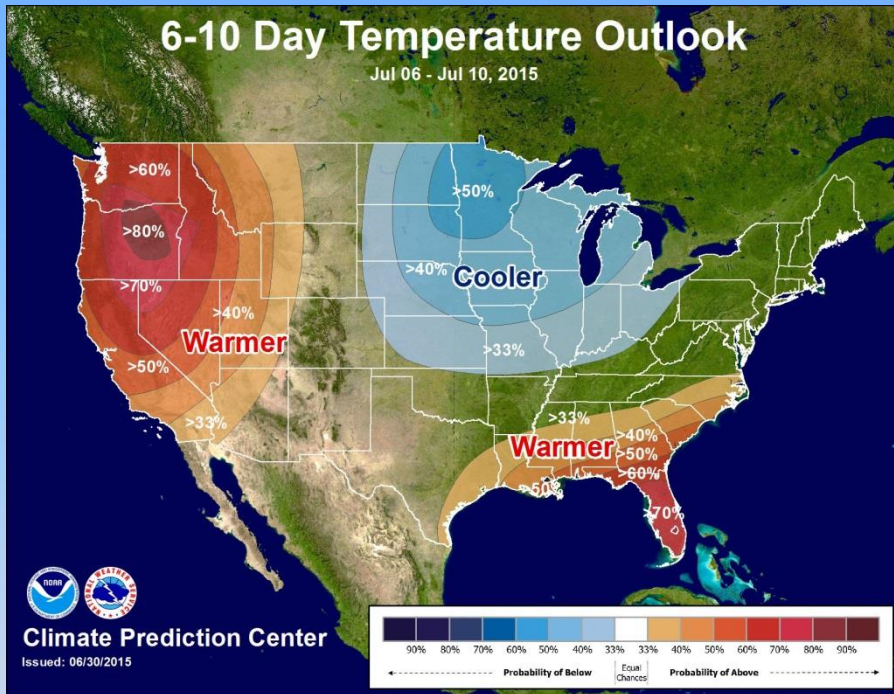 6-10 Day Temperature Outlook
Jul 06 - Jul 10, 2015
>60%
>50%
>80%
>40%
Cooler
>70%
>40%
Warmer
>33%
>50%
>33%
>33%
>40%
Warmer
>50%
>60%
>50%
>70%
NOAA
NATIONAL WEATHER SERVICE
Climate Prediction Center
Issued: 06/30/2015
90% 80% 70% 60% 50% 40% 33% 33% 40% 50% 60% 70% 80% 90%
Probability of Below
Equal
Chances
Probability of Above